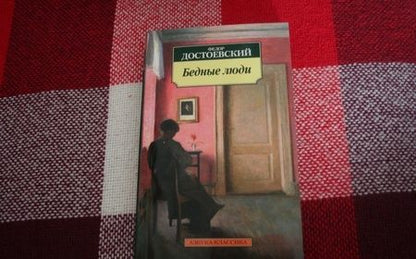 ФЕДОР
ДОСТОЕВСКИЙ
Бедные люди
АЗБУКА-КЛАССИКА